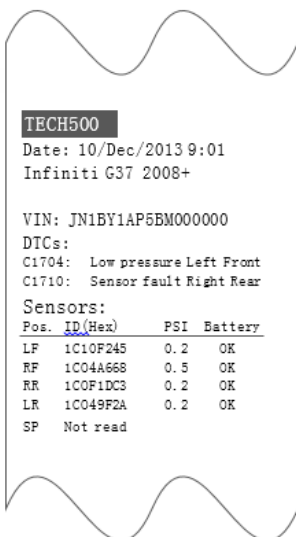 TECH500
Date: 10/Dec/2013 9:01
Infiniti G37 2008+
VIN: JN1BY1AP5BM000000
DTCs:
C1704: Low pressure Left Front
C1710: Sensor fault Right Rear
Sensors:
Pos. ID(Hex) PSI Battery
LF 1C10F245 0.2 OK
RF 1C04A668 0.5 OK
RR 1C0F1DC3 0.2 OK
LR 1C049F2A 0.2 OK
SP Not read